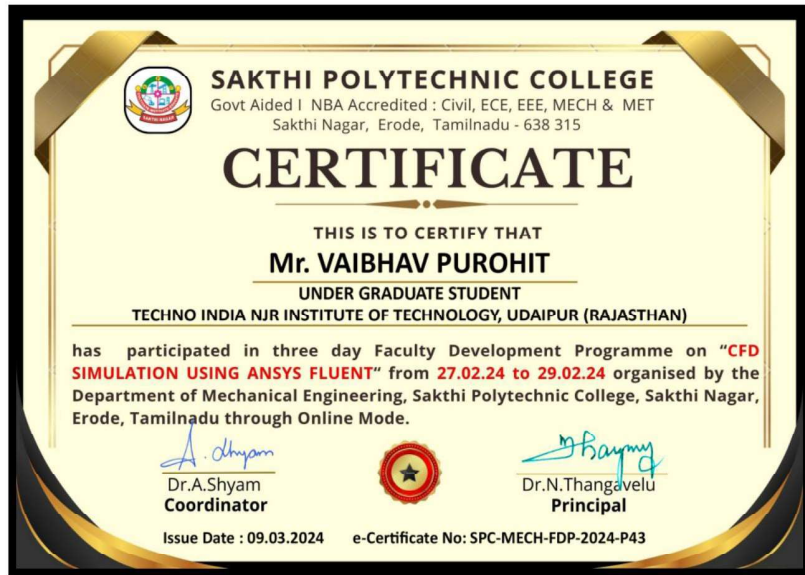 SAKTHI POLYTECHNIC COLLEGE
Govt Aided I NBA Accredited : Civil, ECE, EEE, MECH & MET
Sakthi Nagar, Erode, Tamilnadu - 638 315
SAKTHI NAGAR
CERTIFICATE
THIS IS TO CERTIFY THAT
Mr. VAIBHAV PUROHIT
UNDER GRADUATE STUDENT
TECHNO INDIA NJR INSTITUTE OF TECHNOLOGY, UDAIPUR (RAJASTHAN)
has participated in three day Faculty Development Programme on “CFD
SIMULATION USING ANSYS FLUENT” from 27.02.24 to 29.02.24 organised by the
Department of Mechanical Engineering, Sakthi Polytechnic College, Sakthi Nagar,
Erode, Tamilnadu through Online Mode.
A. Shyam
Dr.A.Shyam
Coordinator
Dr.N.Thangavelu
Principal
Issue Date : 09.03.2024 e-Certificate No: SPC-MECH-FDP-2024-P43